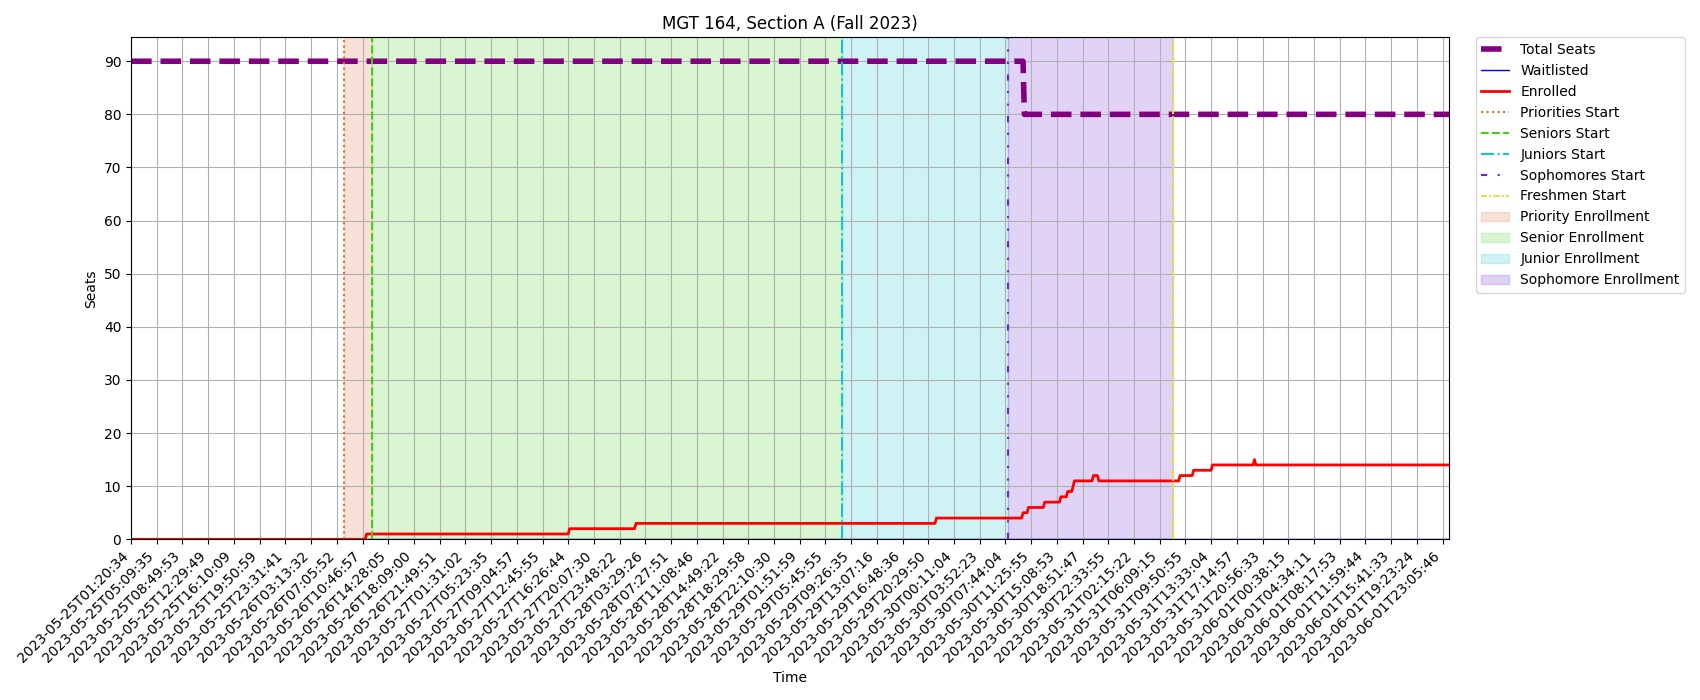 MGT 164, Section A (Fall 2023)
Seats
90
80
70
60
50
40
30
20
10
0
2023-05-25T01:20:34
2023-05-25T05:09:35
2023-05-25T08:49:53
2023-05-25T12:29:49
2023-05-25T16:10:09
2023-05-25T19:50:59
2023-05-25T23:31:41
2023-05-26T03:13:32
2023-05-26T07:05:52
2023-05-26T10:46:57
2023-05-26T14:28:05
2023-05-26T18:09:00
2023-05-26T21:49:51
2023-05-27T01:31:02
2023-05-27T05:23:35
2023-05-27T09:04:57
2023-05-27T12:45:55
2023-05-27T16:26:44
2023-05-27T20:07:30
2023-05-27T23:48:22
2023-05-28T03:29:26
2023-05-28T07:27:51
2023-05-28T11:08:46
2023-05-28T14:49:22
2023-05-28T18:29:58
2023-05-28T22:10:30
2023-05-29T01:51:59
2023-05-29T05:45:55
2023-05-29T09:26:35
2023-05-29T13:07:16
2023-05-29T16:48:36
2023-05-29T20:29:50
2023-05-30T00:11:04
2023-05-30T03:52:23
2023-05-30T07:44:04
2023-05-30T11:25:55
2023-05-30T15:08:53
2023-05-30T18:51:47
2023-05-30T22:33:55
2023-05-31T02:15:22
2023-05-31T06:09:15
2023-05-31T09:50:55
2023-05-31T13:33:04
2023-05-31T17:14:57
2023-05-31T20:56:33
2023-06-01T00:38:15
2023-06-01T04:34:11
2023-06-01T08:17:53
2023-06-01T11:59:44
2023-06-01T15:41:33
2023-06-01T19:23:24
2023-06-01T23:05:46
Time
Total Seats
Waitlisted
Enrolled
Priorities Start
Seniors Start
Juniors Start
Sophomores Start
Freshmen Start
Priority Enrollment
Senior Enrollment
Junior Enrollment
Sophomore Enrollment